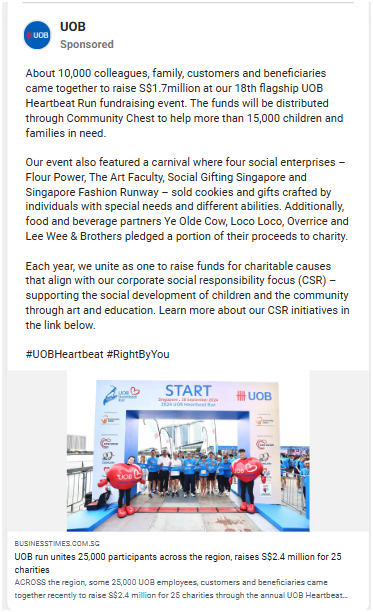 UOB
UOB
Sponsored
About 10,000 colleagues, family, customers and beneficiaries
came together to raise S$1.7million at our 18th flagship UOB
Heartbeat Run fundraising event. The funds will be distributed
through Community Chest to help more than 15,000 children and
families in need.
Our event also featured a carnival where four social enterprises –
Flour Power, The Art Faculty, Social Gifting Singapore and
Singapore Fashion Runway – sold cookies and gifts crafted by
individuals with special needs and different abilities. Additionally,
food and beverage partners Ye Olde Cow, Loco Loco, Overrice and
Lee Wee & Brothers pledged a portion of their proceeds to charity.
Each year, we unite as one to raise funds for charitable causes
that align with our corporate social responsibility focus (CSR) –
supporting the social development of children and the community
through art and education. Learn more about our CSR initiatives in
the link below.
#UOBHeartbeat #RightByYou
UOB
Heartbeat
Run
START
UOB
2024 UOB Heartbeat Run
UOB
BUSINESSTIMES.COM.SG
UOB run unites 25,000 participants across the region, raises S$2.4 million for 25
charities
ACROSS the region, some 25,000 UOB employees, customers and beneficiaries came
together recently to raise S$2.4 million for 25 charities through the annual UOB Heartbeat...